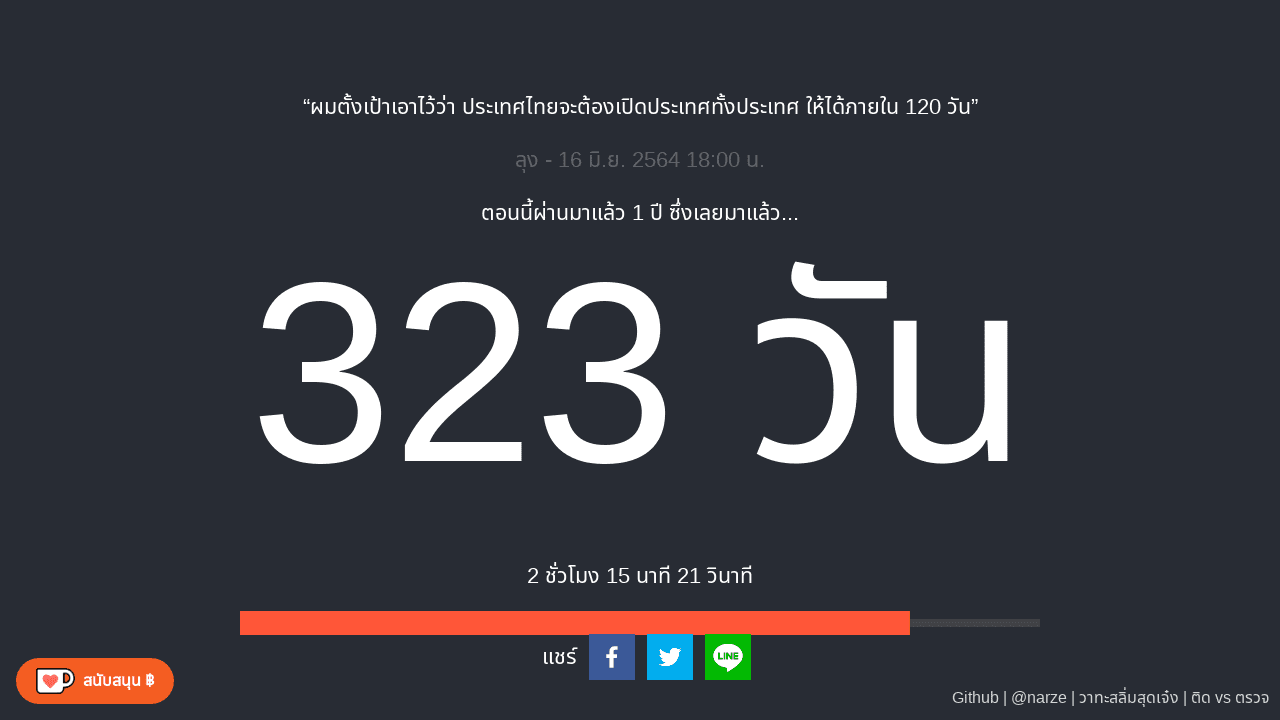 “ผมตั้งเป้าเอาไว้ว่า ประเทศไทยจะต้องเปิดประเทศทั้งประเทศ ให้ได้ภายใน 120 วัน”
ลุง - 16 มิ.ย. 2564 18:00 น.
ตอนนี้ผ่านมาแล้ว 1 ปี ซึ่งเลยมาแล้ว...
323 วัน
2 ชั่วโมง 15 นาที 21 วินาที
แชร์
LINE
สนับสนุน ฿
Github | @narze | วาทะสลิ่มสุดเจ๋ง | ติด vs ตรวจ